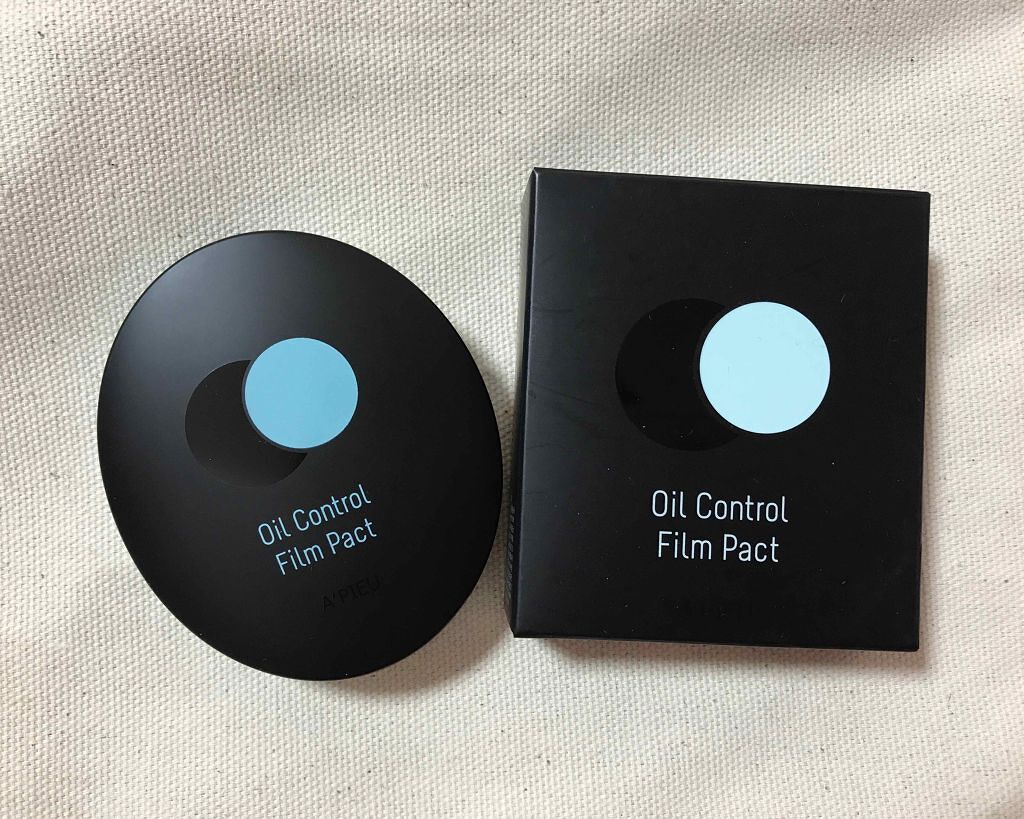 Oil Control
Film Pact
A'PIEU
Oil Control
Film Pact